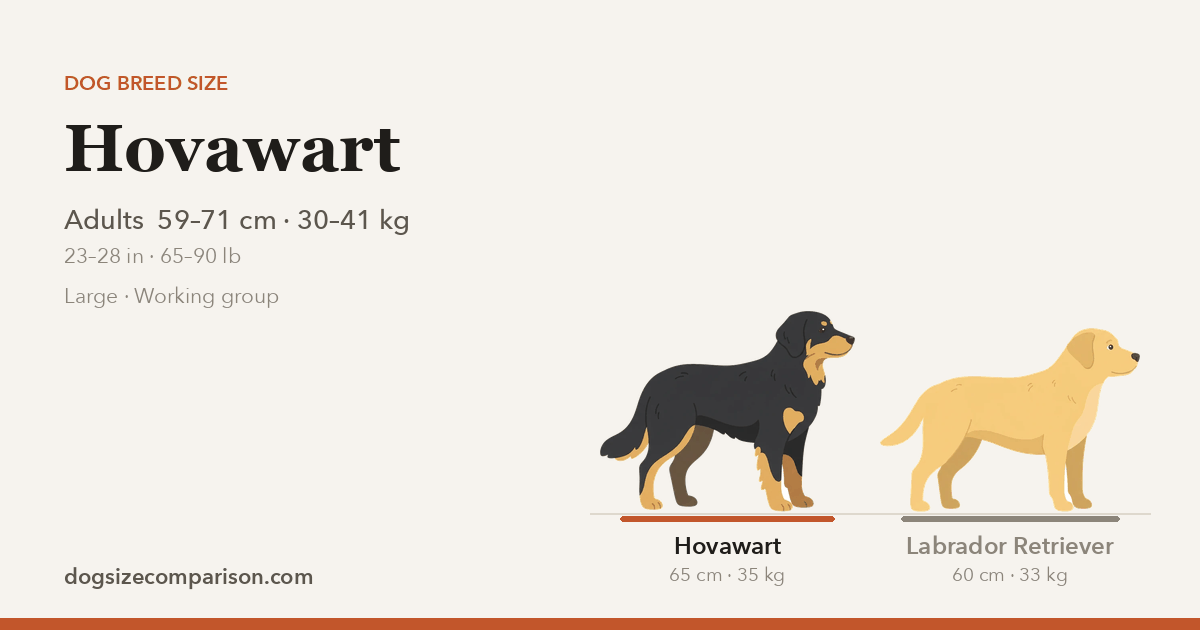 DOG BREED SIZE
Hovawart
Adults 59–71 cm · 30–41 kg
23–28 in · 65–90 lb
Large · Working group
Hovawart
65 cm · 35 kg
Labrador Retriever
60 cm · 33 kg
dogsizecomparison.com